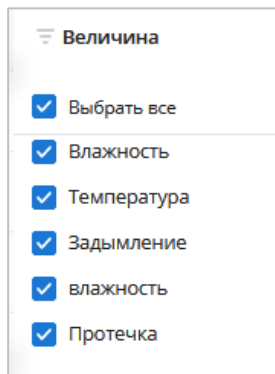 Величина
Выбрать все
Влажность
Температура
Задымление
влажность
Протечка